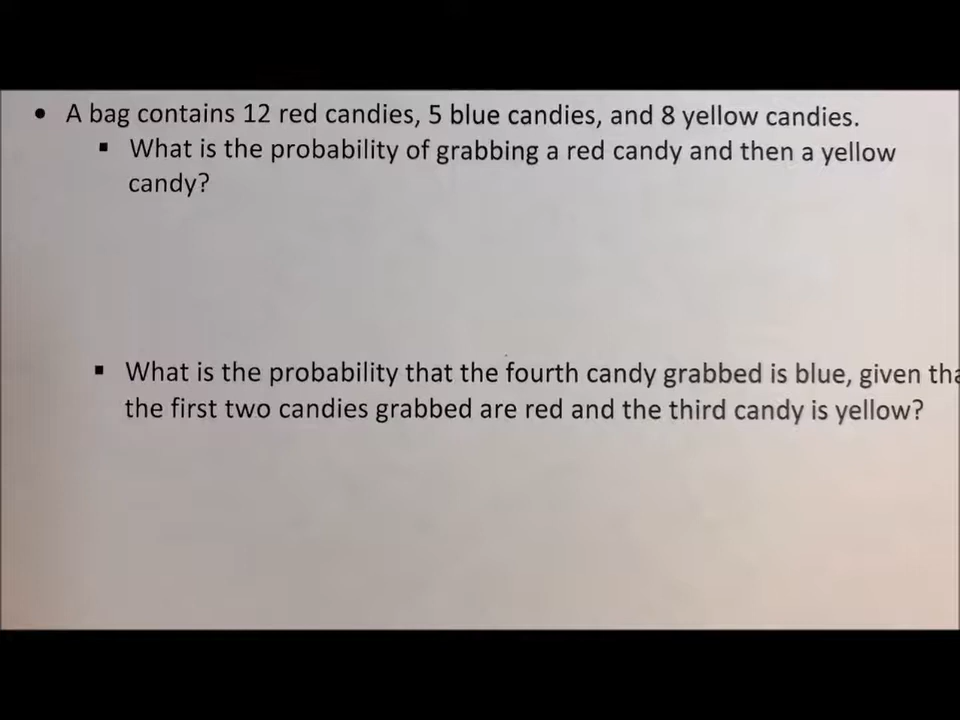 • A bag contains 12 red candies, 5 blue candies, and 8 yellow candies.
▪ What is the probability of grabbing a red candy and then a yellow
candy?
▪ What is the probability that the fourth candy grabbed is blue, given tha
the first two candies grabbed are red and the third candy is yellow?